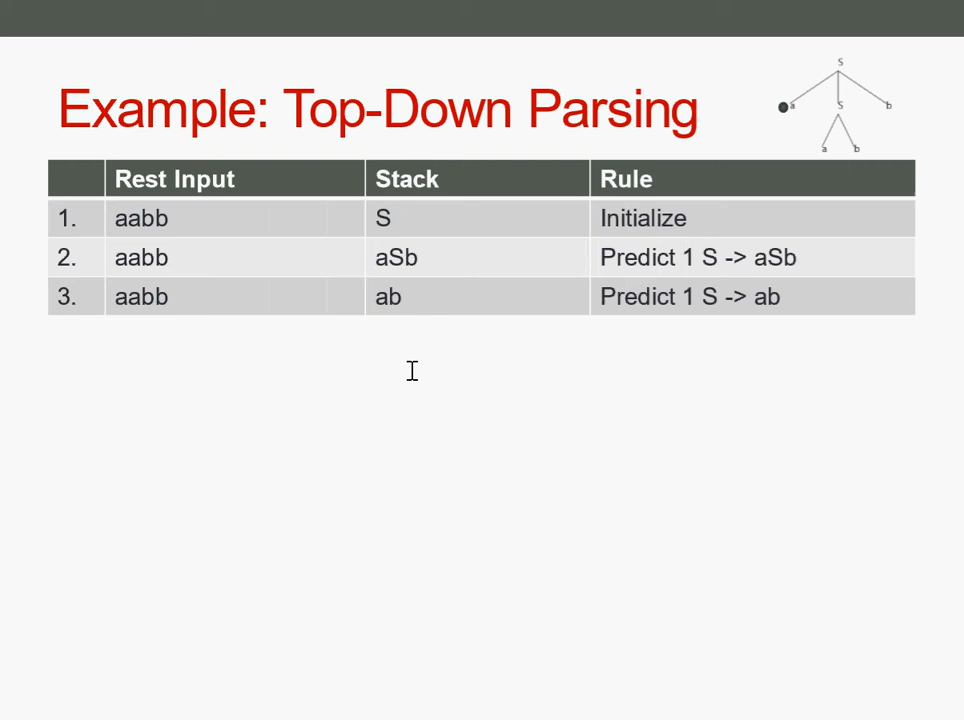 Example: Top-Down Parsing
S
a S b
a b
Rest Input Stack Rule
1. aabb S Initialize
2. aabb aSb Predict 1 S -> aSb
3. aabb ab Predict 1 S -> ab